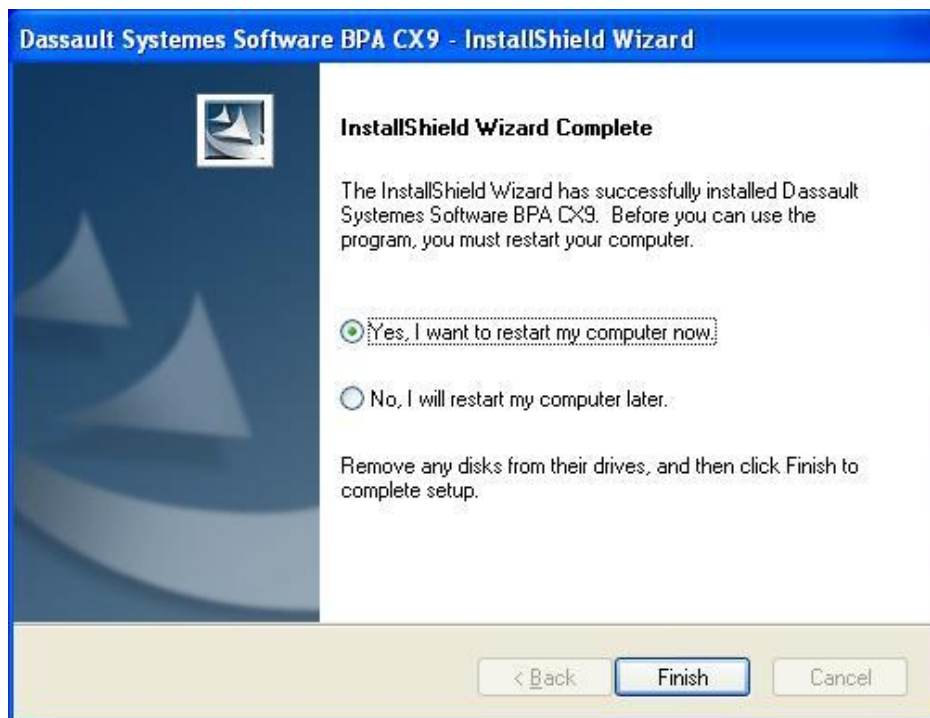 Dassault Systemes Software BPA CX9 - InstallShield Wizard
InstallShield Wizard Complete
The InstallShield Wizard has successfully installed Dassault
Systemes Software BPA CX9. Before you can use the
program, you must restart your computer.
Yes, I want to restart my computer now.
No, I will restart my computer later.
Remove any disks from their drives, and then click Finish to
complete setup.
< Back
Finish
Cancel